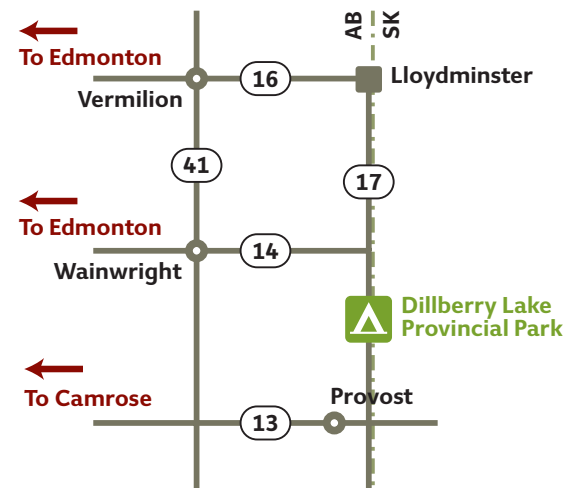 AB
SK
To Edmonton
16
Lloydminster
Vermilion
41
17
To Edmonton
14
Wainwright
Dillberry Lake
Provincial Park
To Camrose
Provost
13